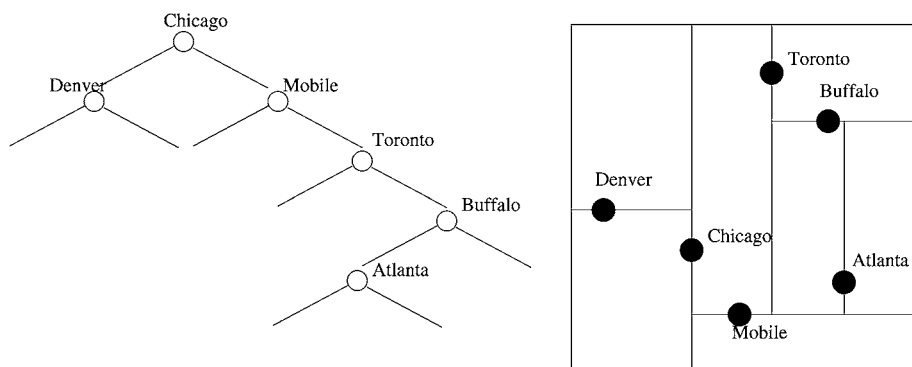 Chicago
Denver
Mobile
Toronto
Buffalo
Atlanta
Toronto
Buffalo
Denver
Chicago
Atlanta
Mobile